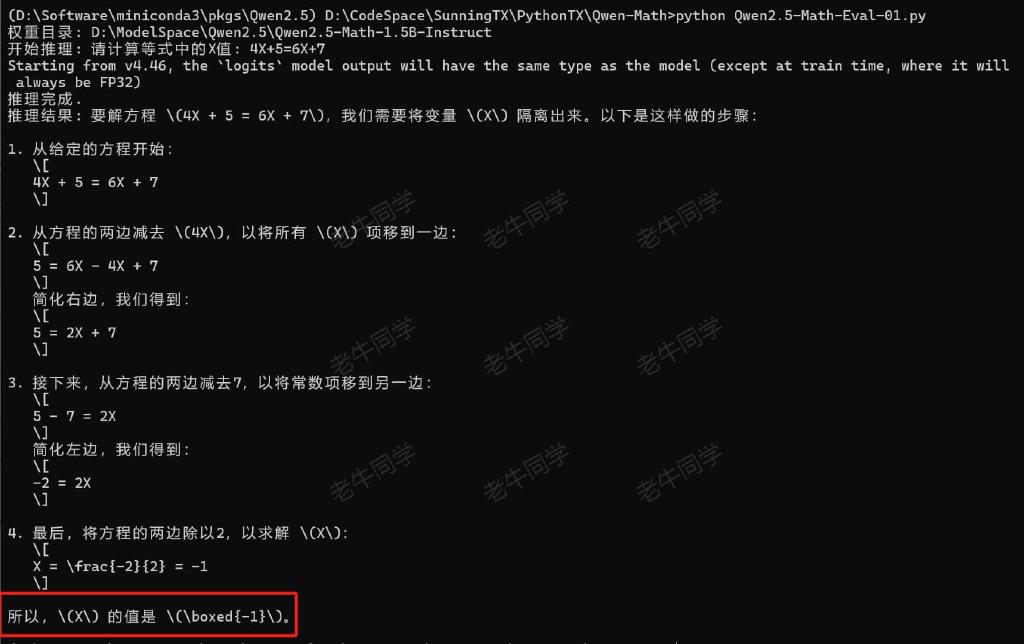 (D:\Software\miniconda3\pkgs\Qwen2.5) D:\CodeSpace\SunningTX\PythonTX\Qwen-Math>python Qwen2.5-Math-Eval-01.py
权重目录: D:\ModelSpace\Qwen2.5\Qwen2.5-Math-1.5B-Instruct
开始推理: 请计算等式中的X值: 4X+5=6X+7
Starting from v4.46, the `logits` model output will have the same type as the model (except at train time, where it will
always be FP32)
推理完成.
推理结果: 要解方程 \(4X + 5 = 6X + 7\)，我们需要将变量 \(X\) 隔离出来。以下是这样做的步骤：
1. 从给定的方程开始：
\[
4X + 5 = 6X + 7
\]
2. 从方程的两边减去 \(4X\)，以将所有 \(X\) 项移到一边：
\[
5 = 6X - 4X + 7
\]
简化右边，我们得到：
\[
5 = 2X + 7
\]
3. 接下来，从方程的两边减去7，以将常数项移到另一边：
\[
5 - 7 = 2X
\]
简化左边，我们得到：
\[
-2 = 2X
\]
4. 最后，将方程的两边除以2，以求解 \(X\)：
\[
X = \frac{-2}{2} = -1
\]
所以，\(X\) 的值是 \(\boxed{-1}\)。
老牛同学 老牛同学 老牛同学
老牛同学 老牛同学 老牛同学
老牛同学 老牛同学 老牛同学